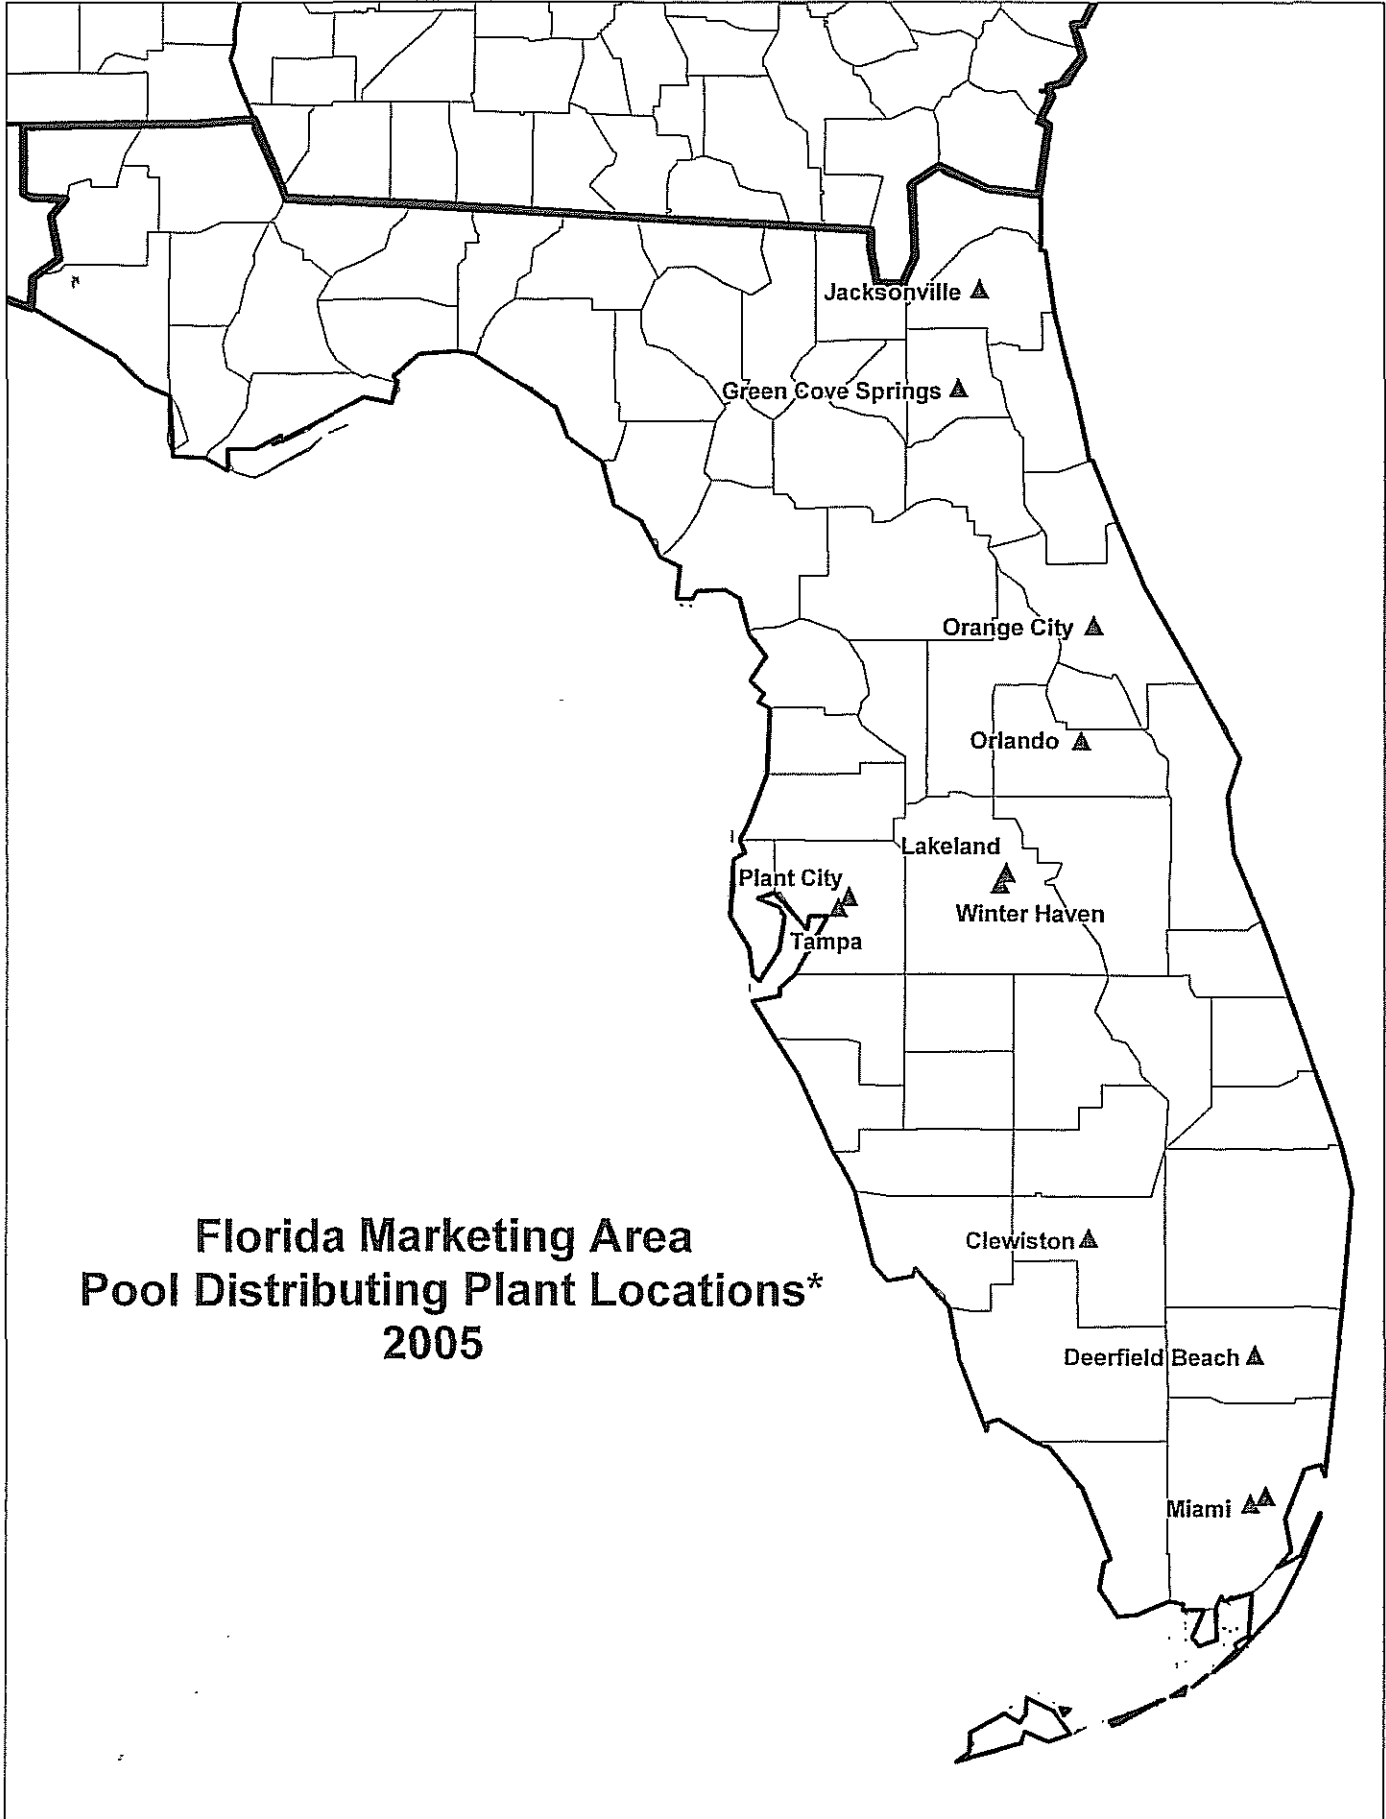 Jacksonville
Green Cove Springs
Orange City
Orlando
Lakeland
Plant City
Winter Haven
Tampa
Florida Marketing Area
Pool Distributing Plant Locations*
2005
Clewiston
Deerfield Beach
Miami